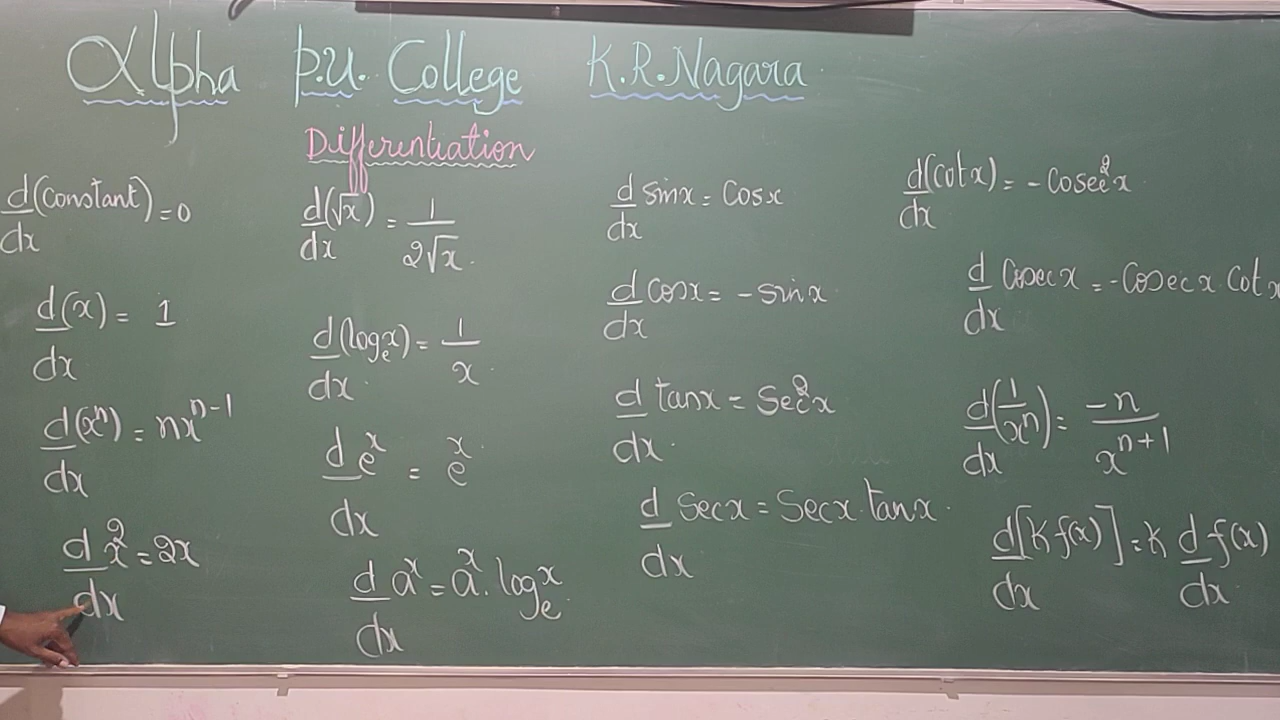 Alpha P.U. College K.R.Nagara
Differentiation
d/dx (constant) = 0
d/dx (x) = 1
d/dx (xⁿ) = nxⁿ⁻¹
d/dx x² = 2x
d/dx (√x) = 1/2√x.
d/dx (logₑx) = 1/x.
d/dx eˣ = eˣ
d/dx aˣ = aˣ. logₑx.
d/dx sinx = Cosx
d/dx Cosx = -sinx
d/dx tanx = Sec²x
d/dx Secx = Secx.tanx.
d/dx (cotx) = - Cosec²x
d/dx Cosecx = -Cosecx.Cotx
d/dx (1/xⁿ) = -n/xⁿ⁺¹
d/dx [K f(x)] = K d/dx f(x)